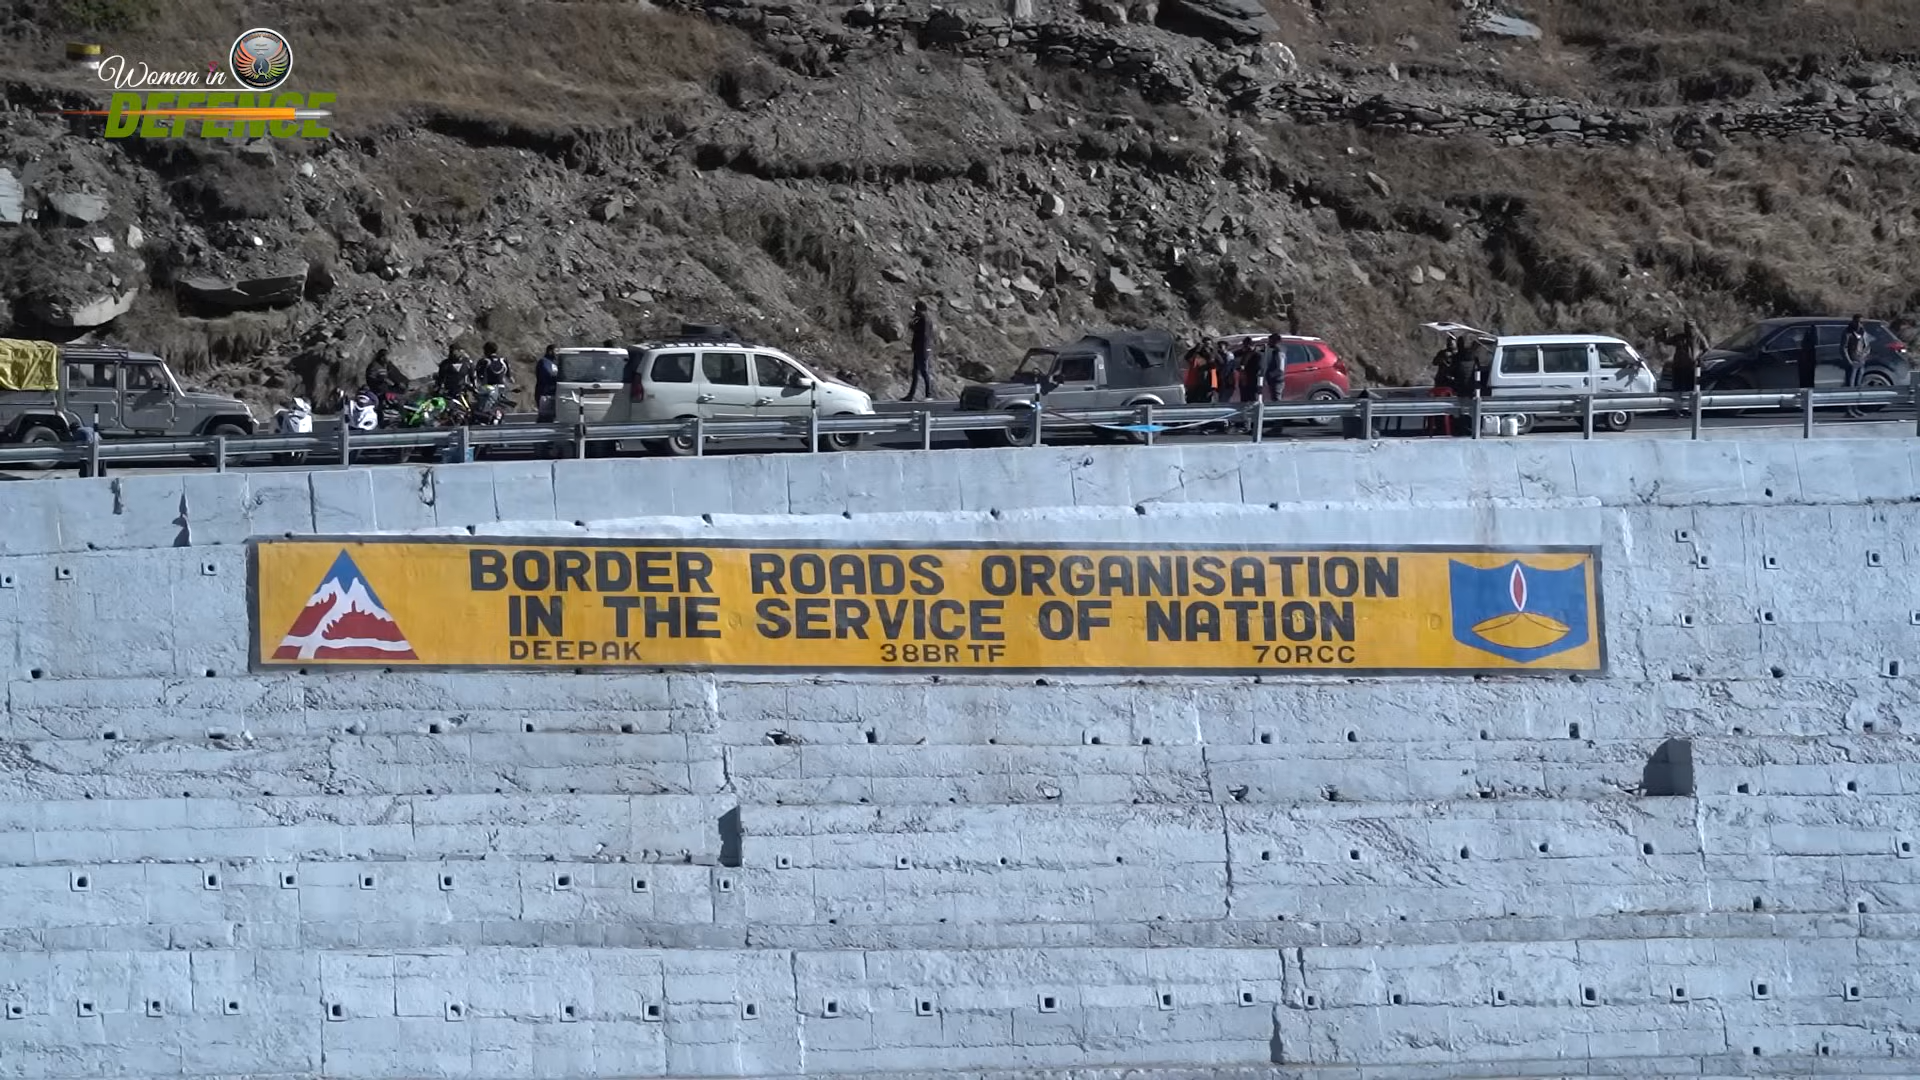 Women in
DEFENCE
BORDER ROADS ORGANISATION
IN THE SERVICE OF NATION
DEEPAK 38BRTF 70RCC